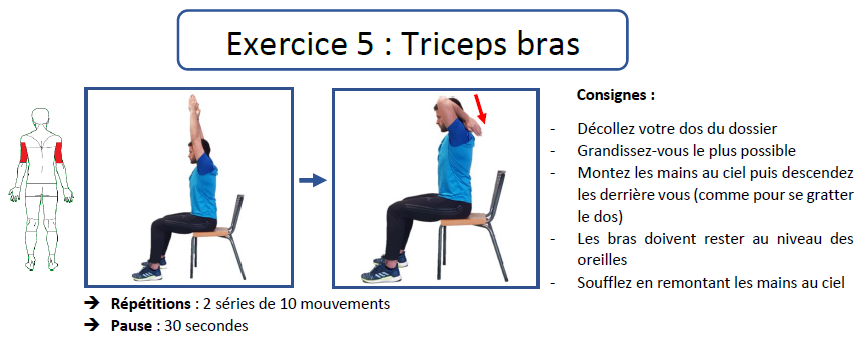 Exercice 5 : Triceps bras
Consignes :
- Décollez votre dos du dossier
- Grandissez-vous le plus possible
- Montez les mains au ciel puis descendez
les derrière vous (comme pour se gratter
le dos)
- Les bras doivent rester au niveau des
oreilles
- Soufflez en remontant les mains au ciel
➔ Répétitions : 2 séries de 10 mouvements
➔ Pause : 30 secondes